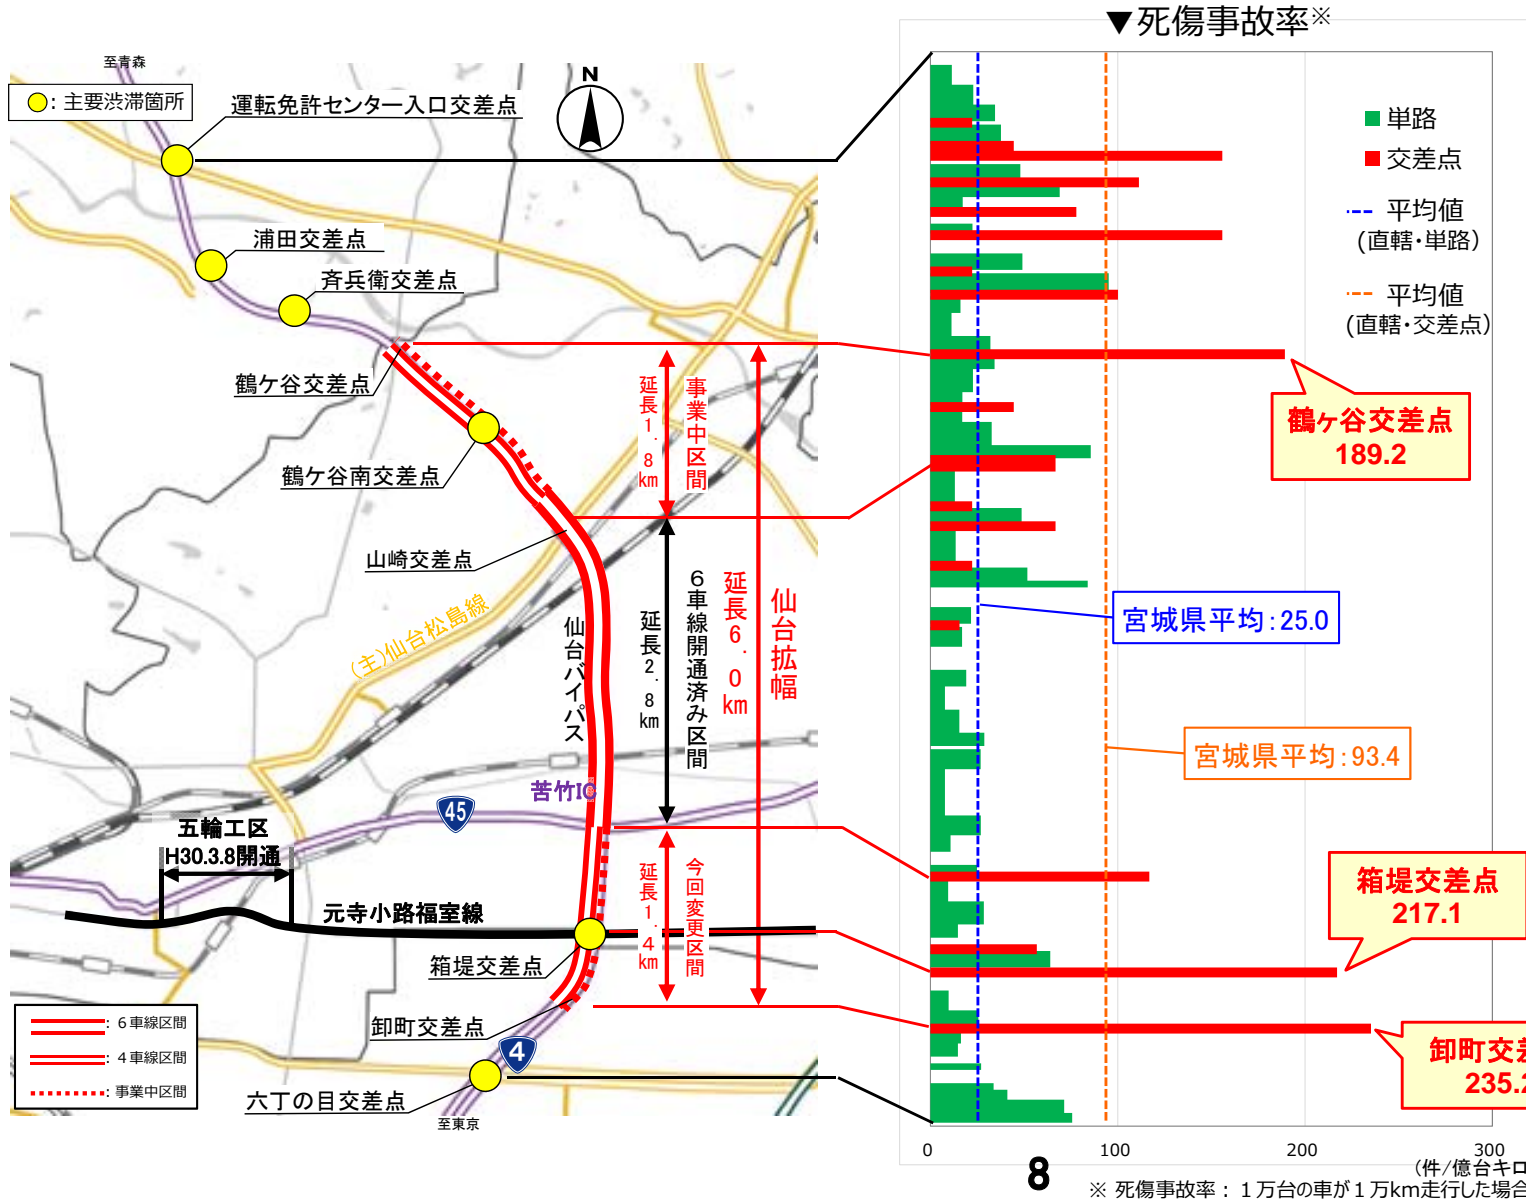 ▼死傷事故率※
至青森
○: 主要渋滞箇所
運転免許センター入口交差点
N
浦田交差点
斉兵衛交差点
鶴ケ谷交差点
鶴ケ谷南交差点
山崎交差点
(主)仙台松島線
仙台バイパス
苦竹IC
45
五輪工区
H30.3.8開通
元寺小路福室線
箱堤交差点
卸町交差点
4
六丁の目交差点
至東京
事業中区間
延長1.8km
6車線開通済み区間
延長2.8km
今回変更区間
延長1.4km
仙台拡幅
延長6.0km
: 6車線区間
: 4車線区間
: 事業中区間
単路
交差点
平均値
(直轄・単路)
平均値
(直轄・交差点)
鶴ヶ谷交差点
189.2
宮城県平均:25.0
宮城県平均:93.4
箱堤交差点
217.1
卸町交差
235.2
0
100
200
300
(件/億台キロ
8
※ 死傷事故率:1万台の車が1万km走行した場合